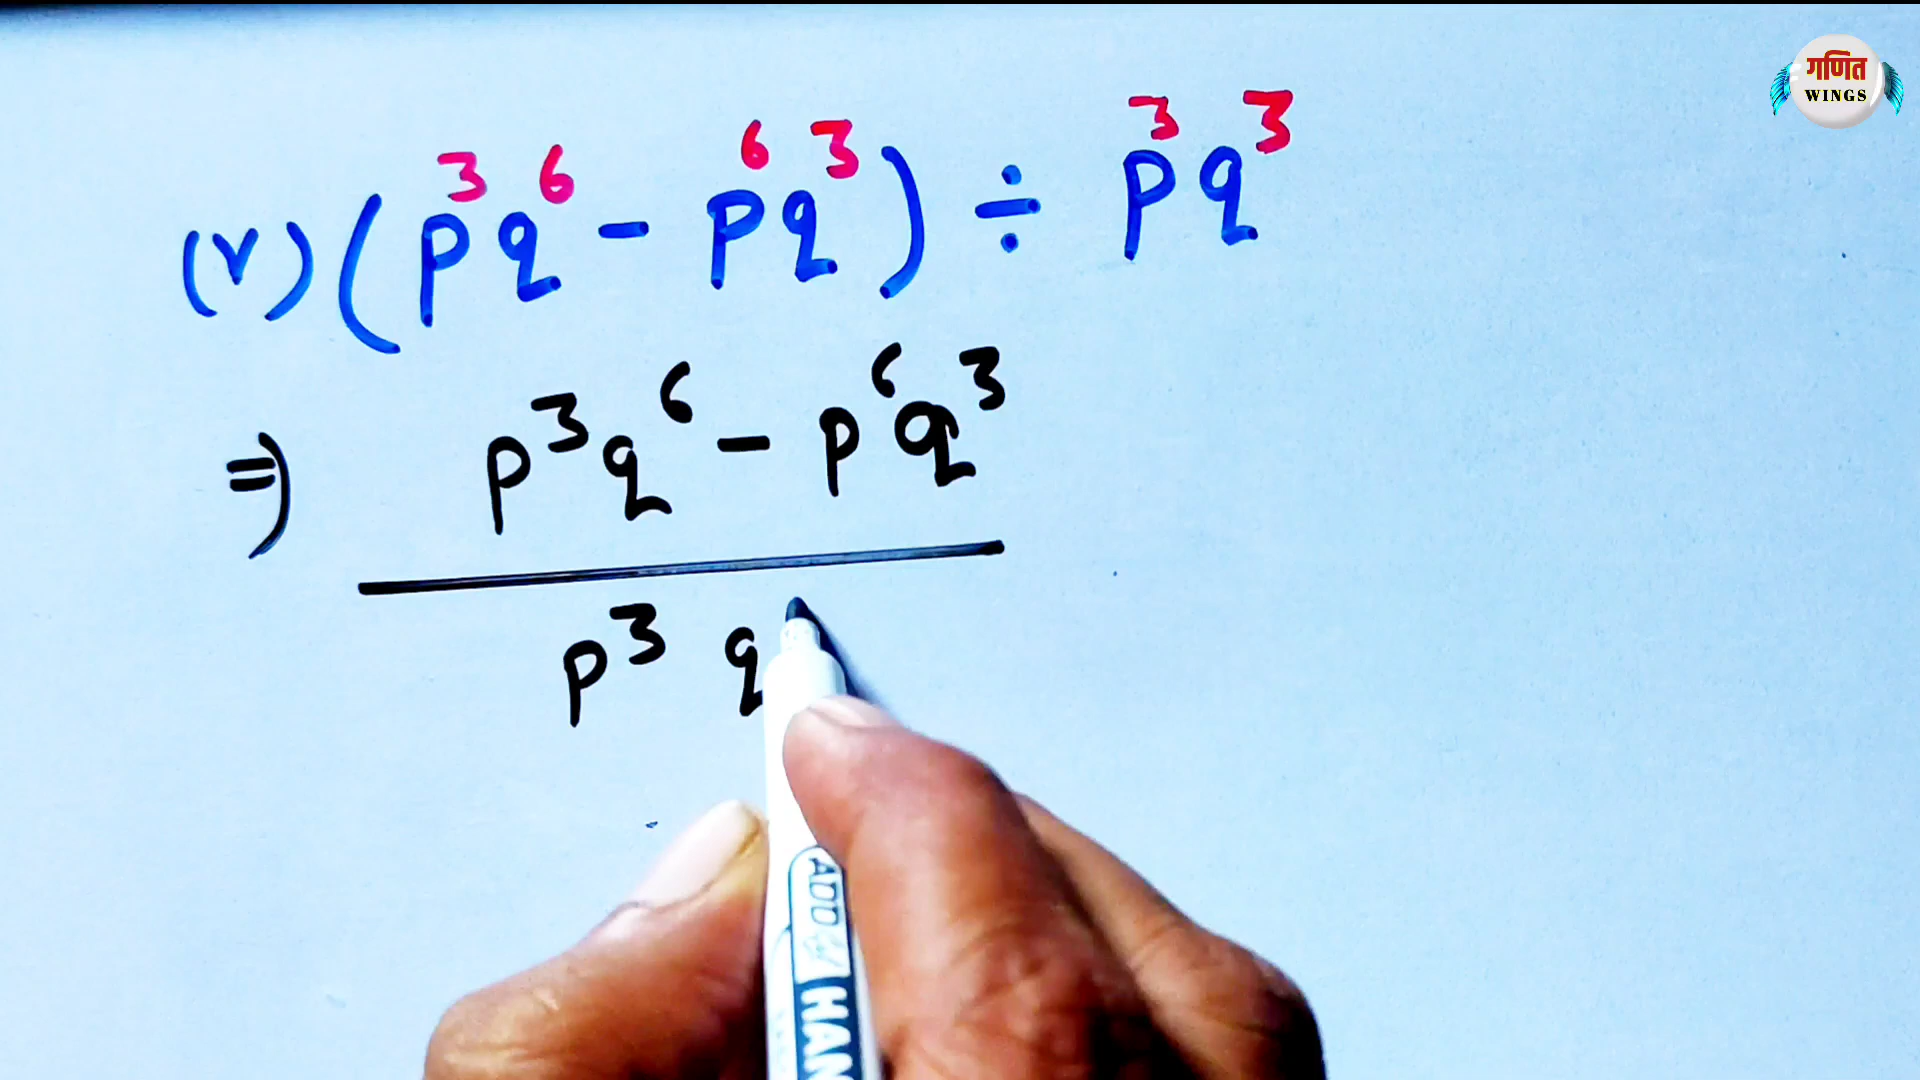 गणित
WINGS
(v) (p³q⁶ - p⁶q³) ÷ p³q³
⇒ p³q⁶ - p⁶q³
p³ q
ADD
HAN